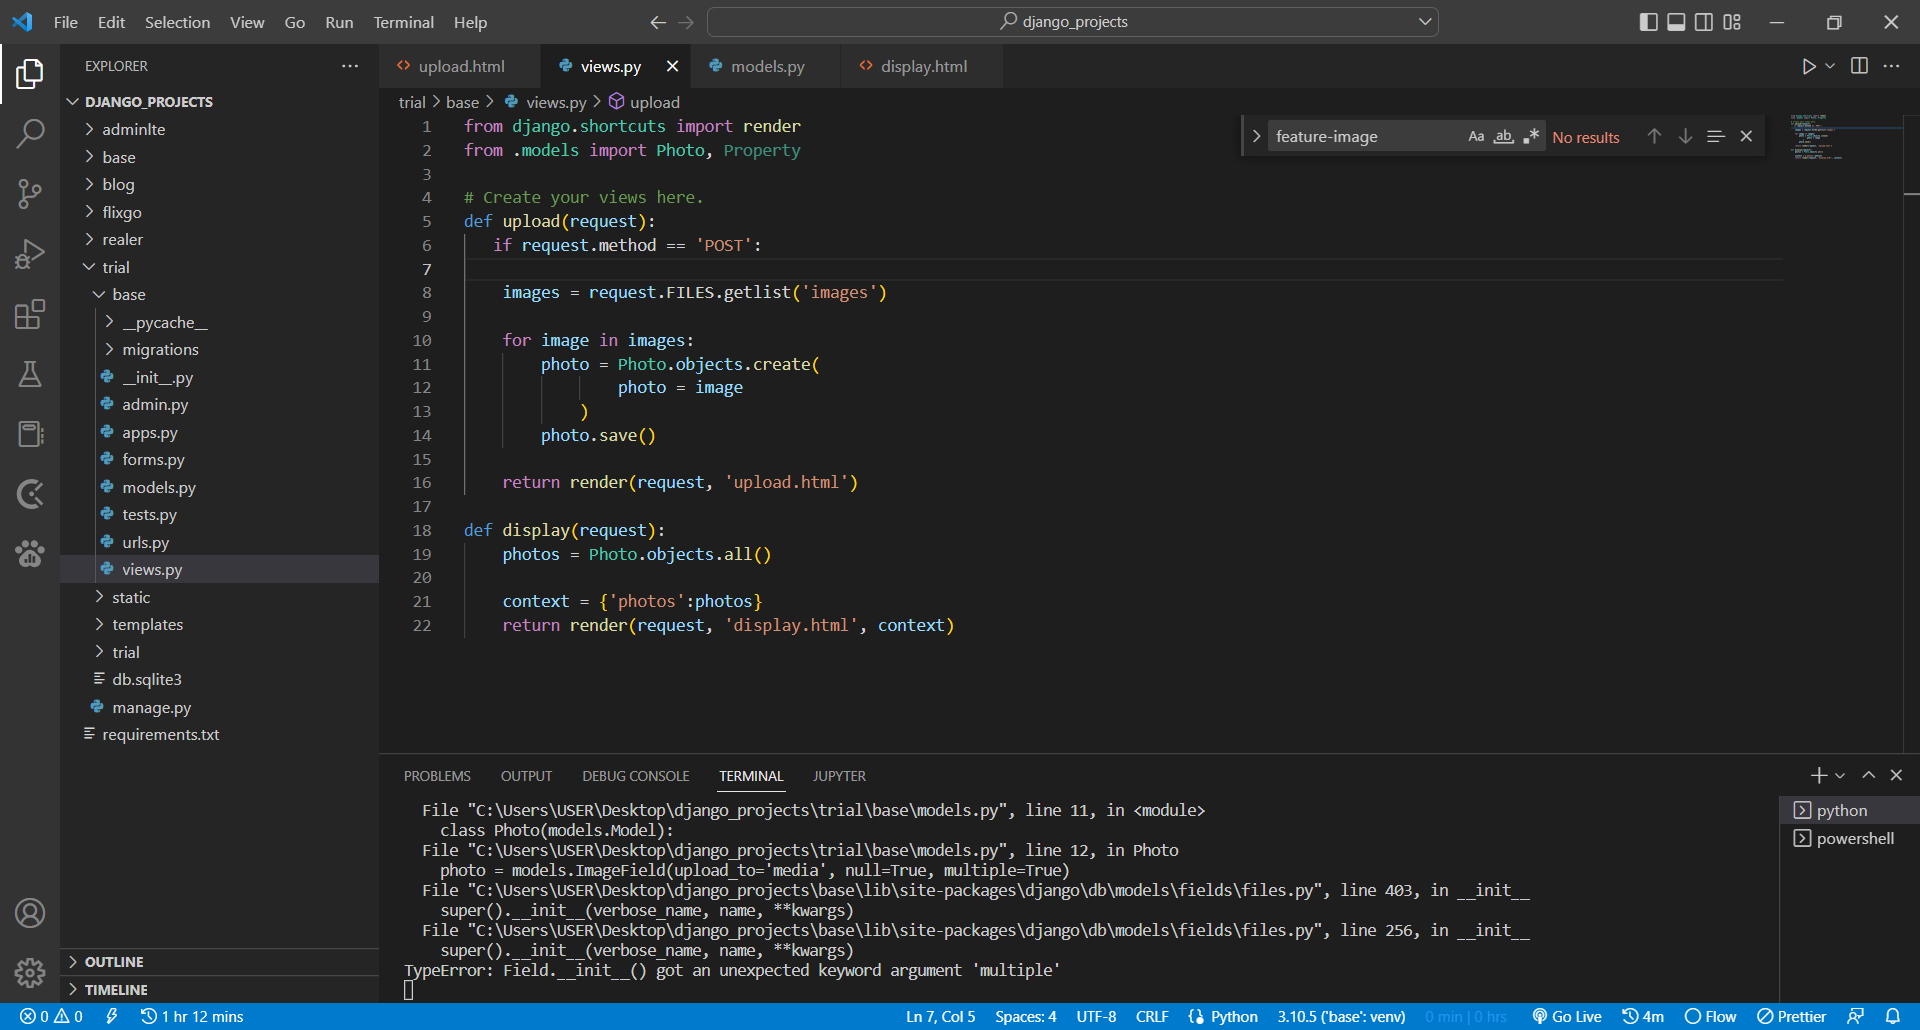 File Edit Selection View Go Run Terminal Help
django_projects
EXPLORER
DJANGO_PROJECTS
adminlte
base
blog
flixgo
realer
trial
base
__pycache__
migrations
__init__.py
admin.py
apps.py
forms.py
models.py
tests.py
urls.py
views.py
static
templates
trial
db.sqlite3
manage.py
requirements.txt
OUTLINE
TIMELINE
upload.html views.py models.py display.html
trial > base > views.py > upload
feature-image Aa ab .* No results
1 from django.shortcuts import render
2 from .models import Photo, Property
3
4 # Create your views here.
5 def upload(request):
6 if request.method == 'POST':
7
8 images = request.FILES.getlist('images')
9
10 for image in images:
11 photo = Photo.objects.create(
12 photo = image
13 )
14 photo.save()
15
16 return render(request, 'upload.html')
17
18 def display(request):
19 photos = Photo.objects.all()
20
21 context = {'photos':photos}
22 return render(request, 'display.html', context)
PROBLEMS OUTPUT DEBUG CONSOLE TERMINAL JUPYTER
File "C:\Users\USER\Desktop\django_projects\trial\base\models.py", line 11, in <module>
class Photo(models.Model):
File "C:\Users\USER\Desktop\django_projects\trial\base\models.py", line 12, in Photo
photo = models.ImageField(upload_to='media', null=True, multiple=True)
File "C:\Users\USER\Desktop\django_projects\base\lib\site-packages\django\db\models\fields\files.py", line 403, in __init__
super().__init__(verbose_name, name, **kwargs)
File "C:\Users\USER\Desktop\django_projects\base\lib\site-packages\django\db\models\fields\files.py", line 256, in __init__
super().__init__(verbose_name, name, **kwargs)
TypeError: Field.__init__() got an unexpected keyword argument 'multiple'
python
powershell
0 0 1 hr 12 mins Ln 7, Col 5 Spaces: 4 UTF-8 CRLF Python 3.10.5 ('base': venv) 0 min | 0 hrs Go Live 4m Flow Prettier